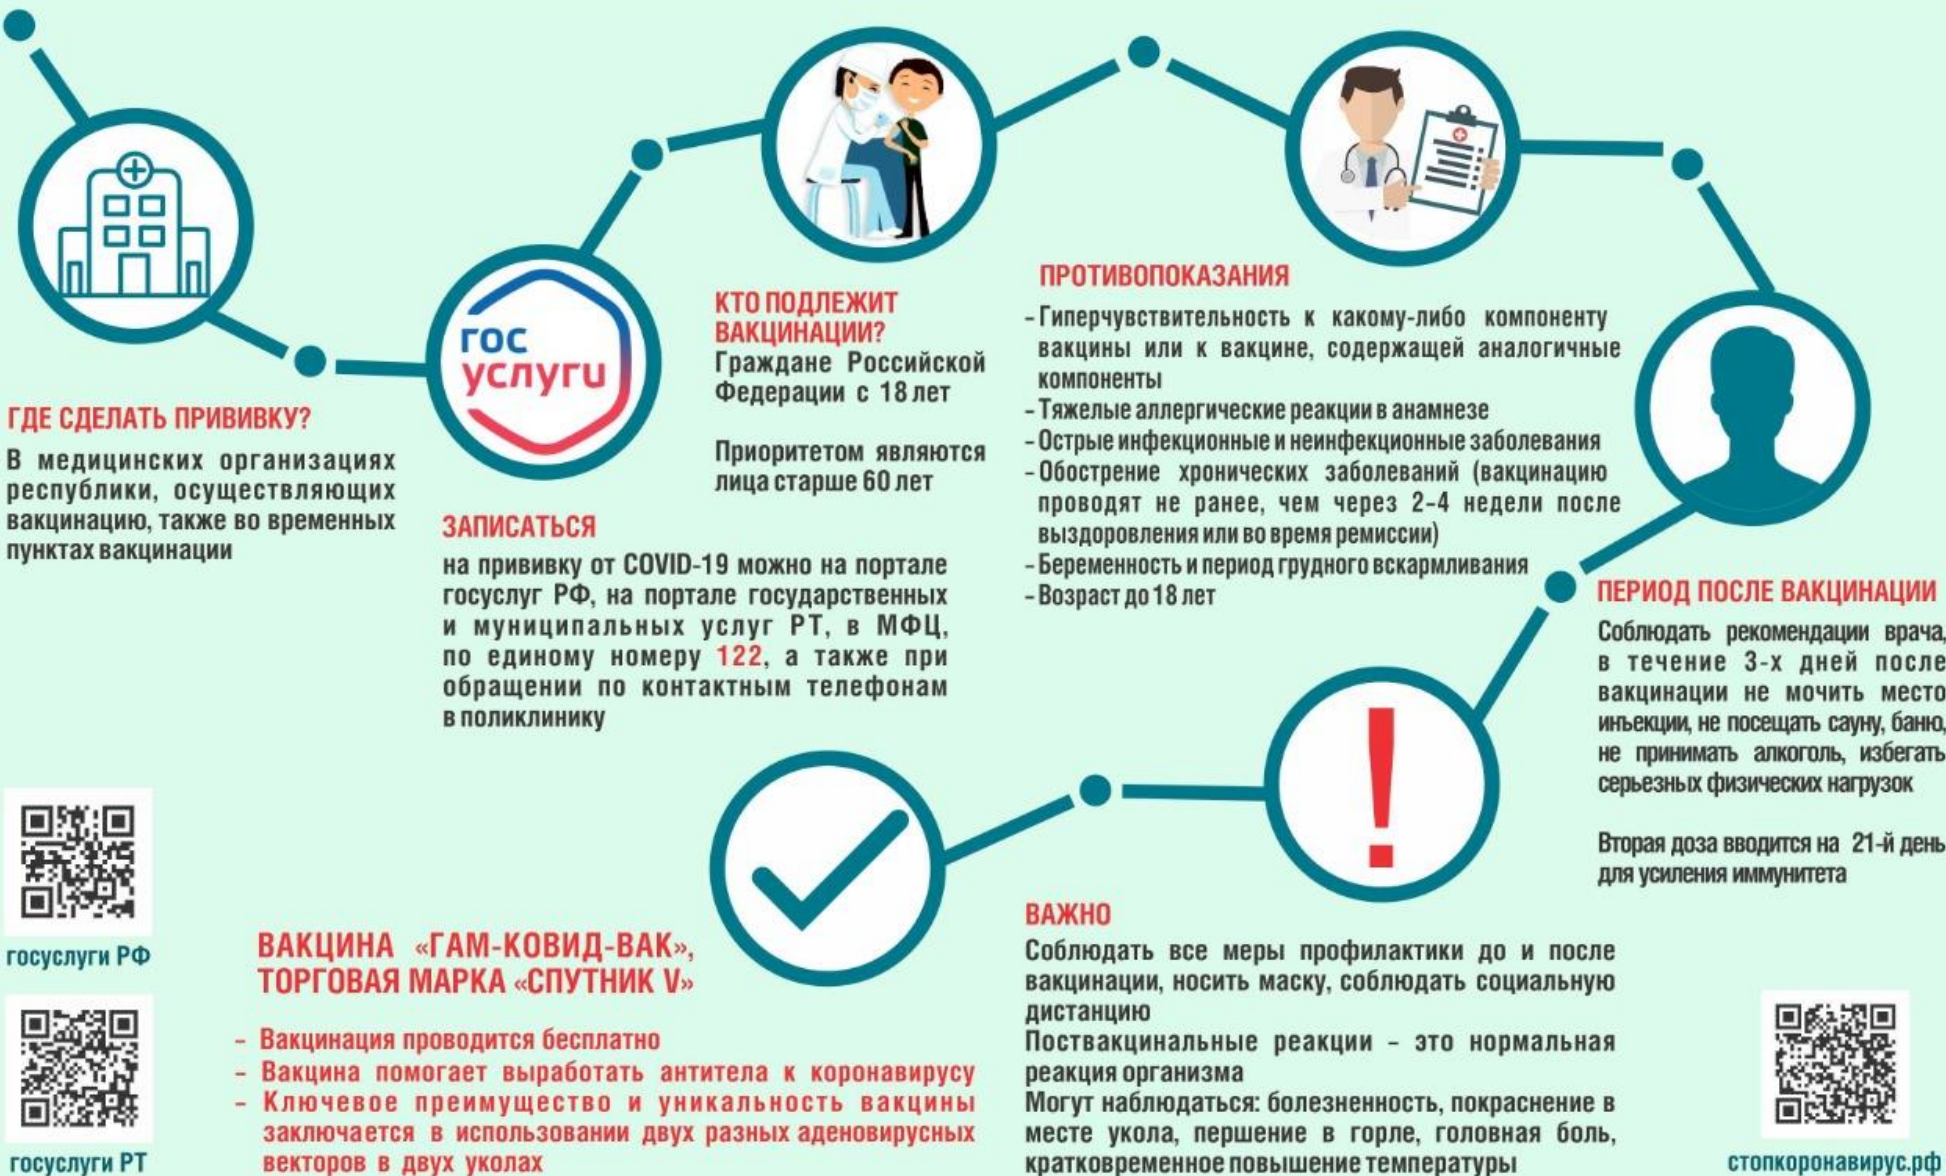 ГДЕ СДЕЛАТЬ ПРИВИВКУ?
В медицинских организациях
республики, осуществляющих
вакцинацию, также во временных
пунктах вакцинации
гос
услуги
ЗАПИСАТЬСЯ
на прививку от COVID-19 можно на портале
госуслуг РФ, на портале государственных
и муниципальных услуг РТ, в МФЦ,
по единому номеру 122, а также при
обращении по контактным телефонам
в поликлинику
КТО ПОДЛЕЖИТ
ВАКЦИНАЦИИ?
Граждане Российской
Федерации с 18 лет
Приоритетом являются
лица старше 60 лет
ПРОТИВОПОКАЗАНИЯ
- Гиперчувствительность к какому-либо компоненту
вакцины или к вакцине, содержащей аналогичные
компоненты
- Тяжелые аллергические реакции в анамнезе
- Острые инфекционные и неинфекционные заболевания
- Обострение хронических заболеваний (вакцинацию
проводят не ранее, чем через 2-4 недели после
выздоровления или во время ремиссии)
- Беременность и период грудного вскармливания
- Возраст до 18 лет
ПЕРИОД ПОСЛЕ ВАКЦИНАЦИИ
Соблюдать рекомендации врача,
в течение 3-х дней после
вакцинации не мочить место
инъекции, не посещать сауну, баню,
не принимать алкоголь, избегать
серьезных физических нагрузок
Вторая доза вводится на 21-й день
для усиления иммунитета
!
ВАЖНО
Соблюдать все меры профилактики до и после
вакцинации, носить маску, соблюдать социальную
дистанцию
Поствакцинальные реакции - это нормальная
реакция организма
Могут наблюдаться: болезненность, покраснение в
месте укола, першение в горле, головная боль,
кратковременное повышение температуры
ВАКЦИНА «ГАМ-КОВИД-ВАК»,
ТОРГОВАЯ МАРКА «СПУТНИК V»
- Вакцинация проводится бесплатно
- Вакцина помогает выработать антитела к коронавирусу
- Ключевое преимущество и уникальность вакцины
заключается в использовании двух разных аденовирусных
векторов в двух уколах
госуслуги РФ
госуслуги РТ
стопкоронавирус.рф